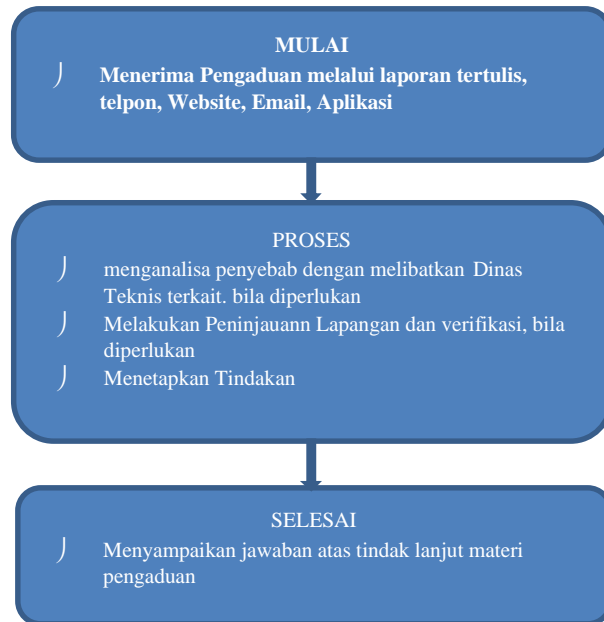 MULAI
Menerima Pengaduan melalui laporan tertulis,
telpon, Website, Email, Aplikasi
PROSES
menganalisa penyebab dengan melibatkan Dinas
Teknis terkait. bila diperlukan
Melakukan Peninjauann Lapangan dan verifikasi, bila
diperlukan
Menetapkan Tindakan
SELESAI
Menyampaikan jawaban atas tindak lanjut materi
pengaduan